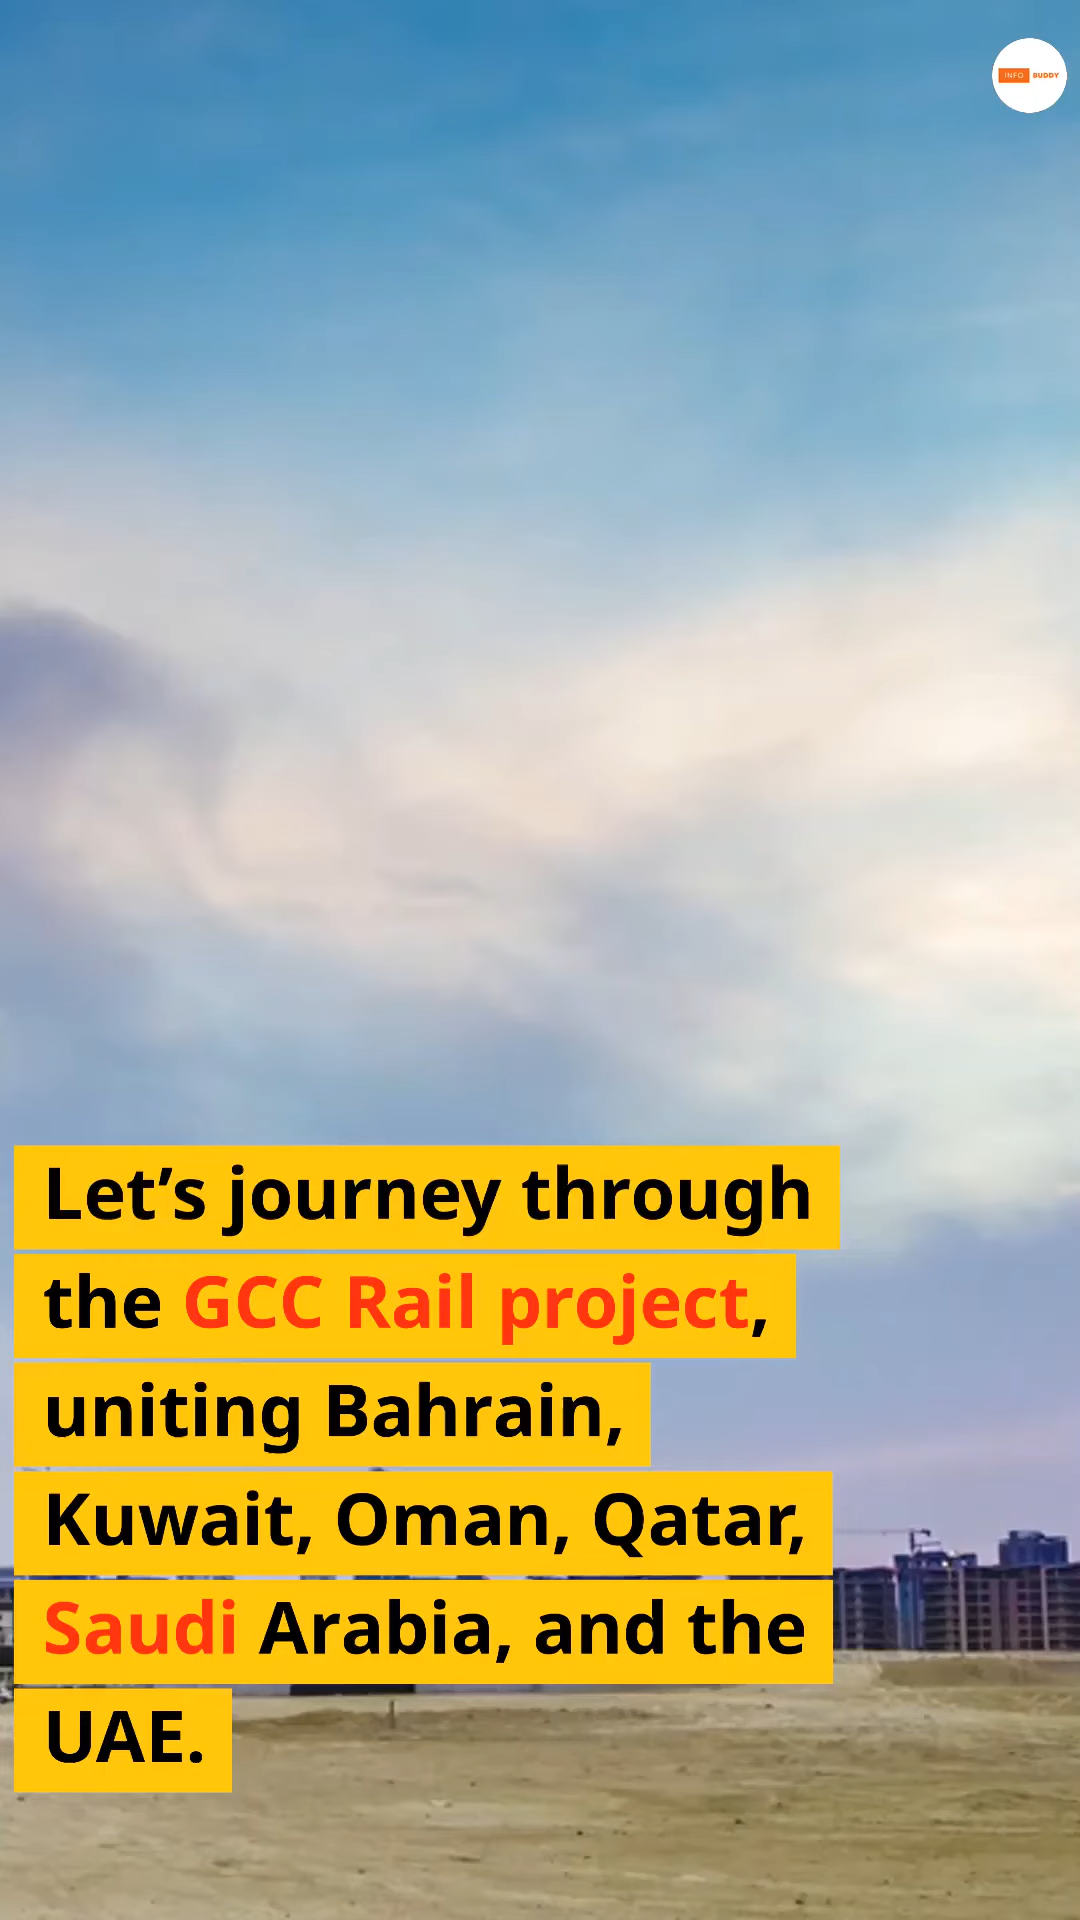 INFO BUDDY
Let’s journey through
the GCC Rail project,
uniting Bahrain,
Kuwait, Oman, Qatar,
Saudi Arabia, and the
UAE.